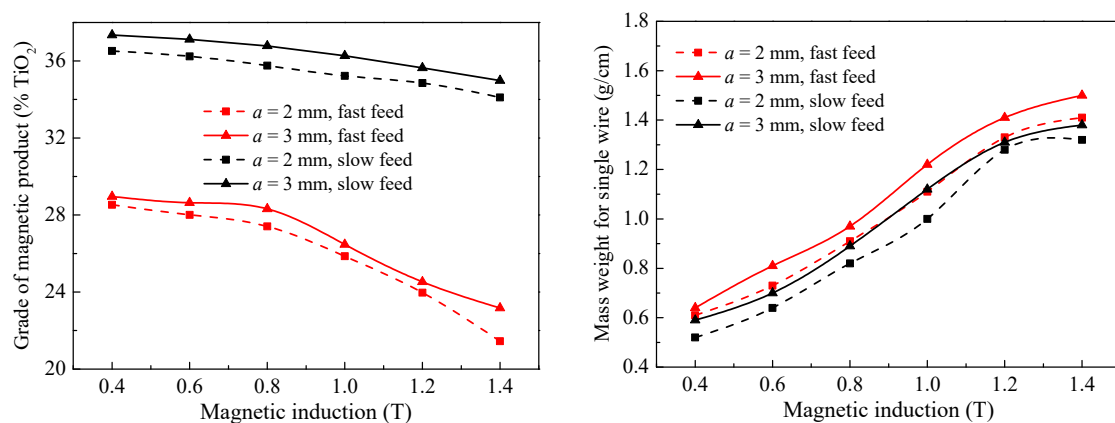 Grade of magnetic product (% TiO₂)
36
32
28
24
20
a = 2 mm, fast feed
a = 3 mm, fast feed
a = 2 mm, slow feed
a = 3 mm, slow feed
0.4 0.6 0.8 1.0 1.2 1.4
Magnetic induction (T)
Mass weight for single wire (g/cm)
1.8
1.6
1.4
1.2
1.0
0.8
0.6
0.4
a = 2 mm, fast feed
a = 3 mm, fast feed
a = 2 mm, slow feed
a = 3 mm, slow feed
0.4 0.6 0.8 1.0 1.2 1.4
Magnetic induction (T)